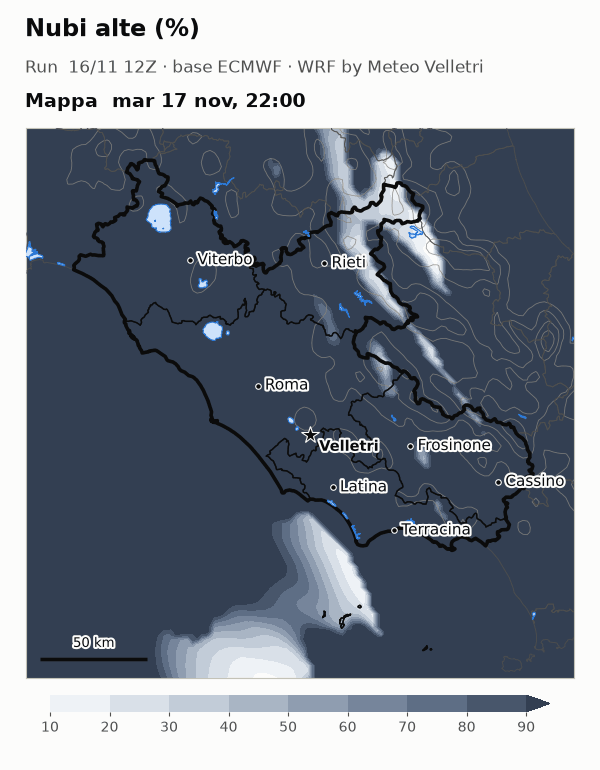 Nubi alte (%)
Run  16/11 12Z · base ECMWF · WRF by Meteo Velletri
Mappa  mar 17 nov, 22:00
Viterbo
Rieti
Roma
Velletri
Frosinone
Cassino
Latina
Terracina
50 km
10 20 30 40 50 60 70 80 90